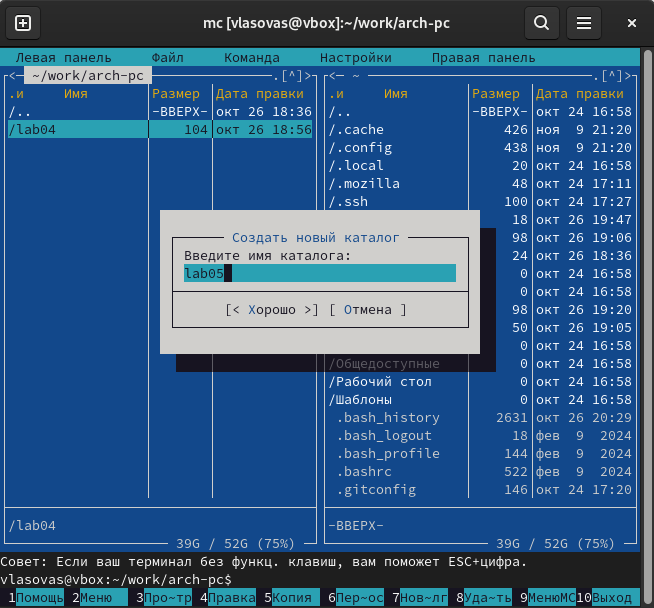 mc [vlasovas@vbox]:~/work/arch-pc
Левая панель Файл Команда Настройки Правая панель
<— ~/work/arch-pc .[^]> <— ~ .[^]>
.и Имя Размер Дата правки .и Имя Размер Дата правки
/.. -ВВЕРХ- окт 26 18:36 /.. -ВВЕРХ- окт 24 16:58
/lab04 104 окт 26 18:56 /.cache 426 ноя 9 21:20
/.config 438 ноя 9 21:20
/.local 20 окт 24 16:58
/.mozilla 48 окт 24 17:11
/.ssh 100 окт 24 17:27
18 окт 26 19:47
Создать новый каталог 98 окт 26 19:06
Введите имя каталога: 24 окт 26 18:36
lab05 0 окт 24 16:58
0 окт 24 16:58
[< Хорошо >] [ Отмена ] 98 окт 26 19:20
50 окт 26 19:05
0 окт 24 16:58
/Общедоступные 0 окт 24 16:58
/Рабочий стол 0 окт 24 16:58
/Шаблоны 0 окт 24 16:58
.bash_history 2631 окт 26 20:29
.bash_logout 18 фев 9 2024
.bash_profile 144 фев 9 2024
.bashrc 522 фев 9 2024
.gitconfig 146 окт 24 17:20
/lab04 -ВВЕРХ-
39G / 52G (75%) 39G / 52G (75%)
Совет: Если ваш терминал без функц. клавиш, вам поможет ESC+цифра.
vlasovas@vbox:~/work/arch-pc$
1Помощь 2Меню 3Про~тр 4Правка 5Копия 6Пер~ос 7Нов~лг 8Уда~ть 9МенюMC 10Выход